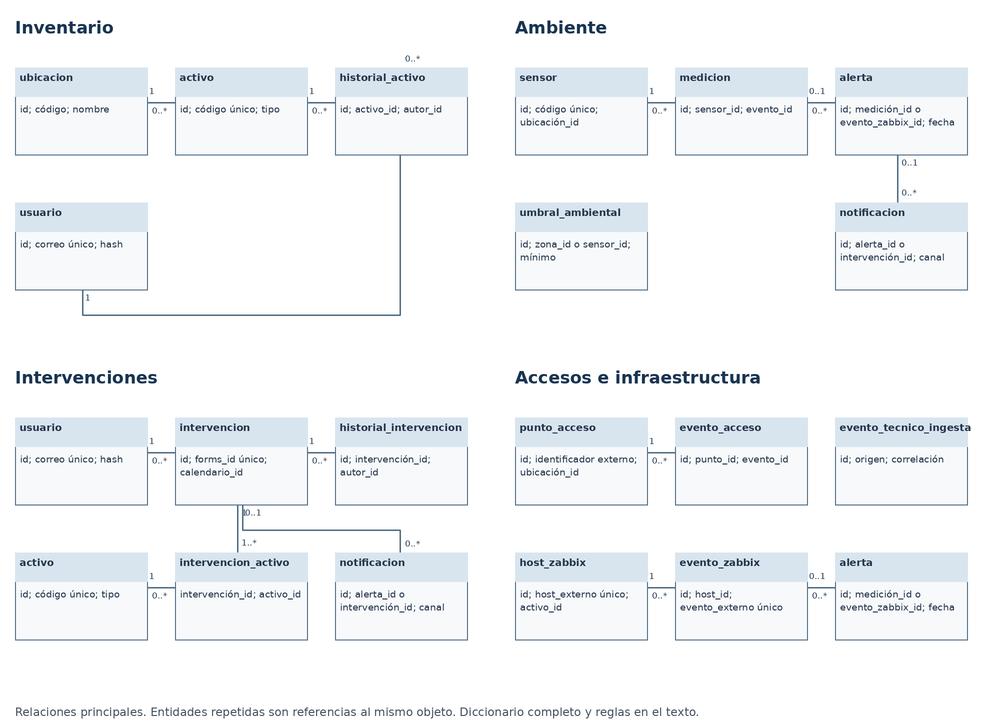 Inventario
0..*
ubicacion
id; código; nombre
1
0..*
activo
id; código único; tipo
1
0..*
historial_activo
id; activo_id; autor_id
usuario
id; correo único; hash
1
Ambiente
sensor
id; código único;
ubicación_id
1
0..*
medicion
id; sensor_id; evento_id
0..1
0..*
alerta
id; medición_id o
evento_zabbix_id; fecha
0..1
0..*
umbral_ambiental
id; zona_id o sensor_id;
mínimo
notificacion
id; alerta_id o
intervención_id; canal
Intervenciones
usuario
id; correo único; hash
1
0..*
intervencion
id; forms_id único;
calendario_id
1
0..*
historial_intervencion
id; intervención_id;
autor_id
1
0..1
1..*
0..*
activo
id; código único; tipo
1
0..*
intervencion_activo
intervención_id; activo_id
notificacion
id; alerta_id o
intervención_id; canal
Accesos e infraestructura
punto_acceso
id; identificador externo;
ubicación_id
1
0..*
evento_acceso
id; punto_id; evento_id
evento_tecnico_ingesta
id; origen; correlación
host_zabbix
id; host_externo único;
activo_id
1
0..*
evento_zabbix
id; host_id;
evento_externo único
0..1
0..*
alerta
id; medición_id o
evento_zabbix_id; fecha
Relaciones principales. Entidades repetidas son referencias al mismo objeto. Diccionario completo y reglas en el texto.